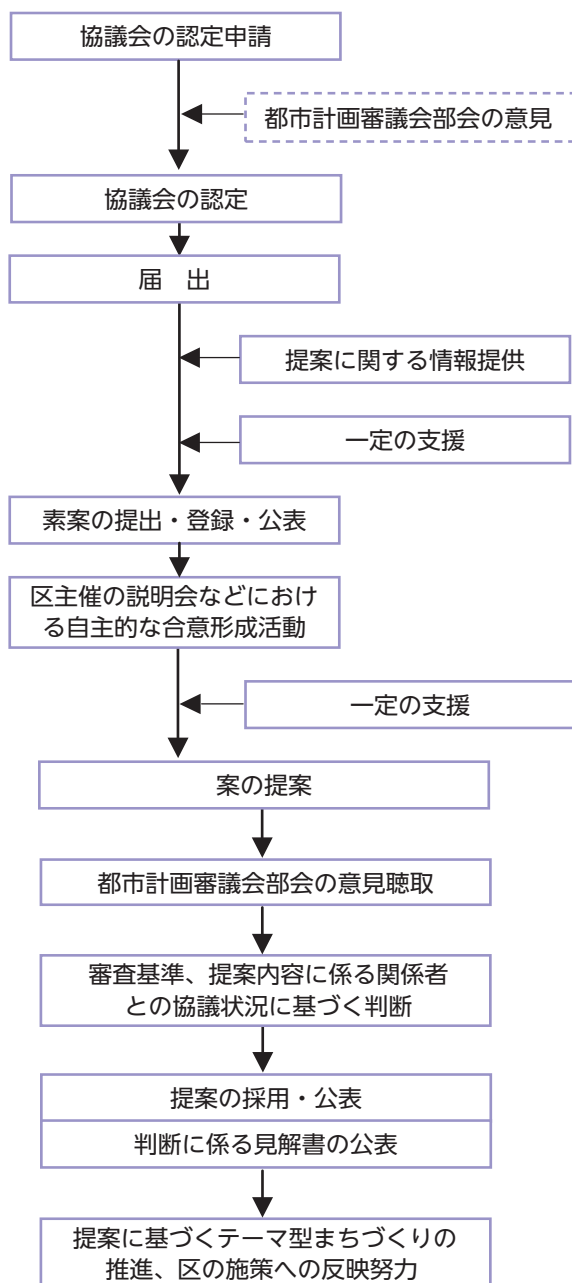 協議会の認定申請
都市計画審議会部会の意見
協議会の認定
届　出
提案に関する情報提供
一定の支援
素案の提出・登録・公表
区主催の説明会などにおけ
る自主的な合意形成活動
一定の支援
案の提案
都市計画審議会部会の意見聴取
審査基準、提案内容に係る関係者
との協議状況に基づく判断
提案の採用・公表
判断に係る見解書の公表
提案に基づくテーマ型まちづくりの
推進、区の施策への反映努力